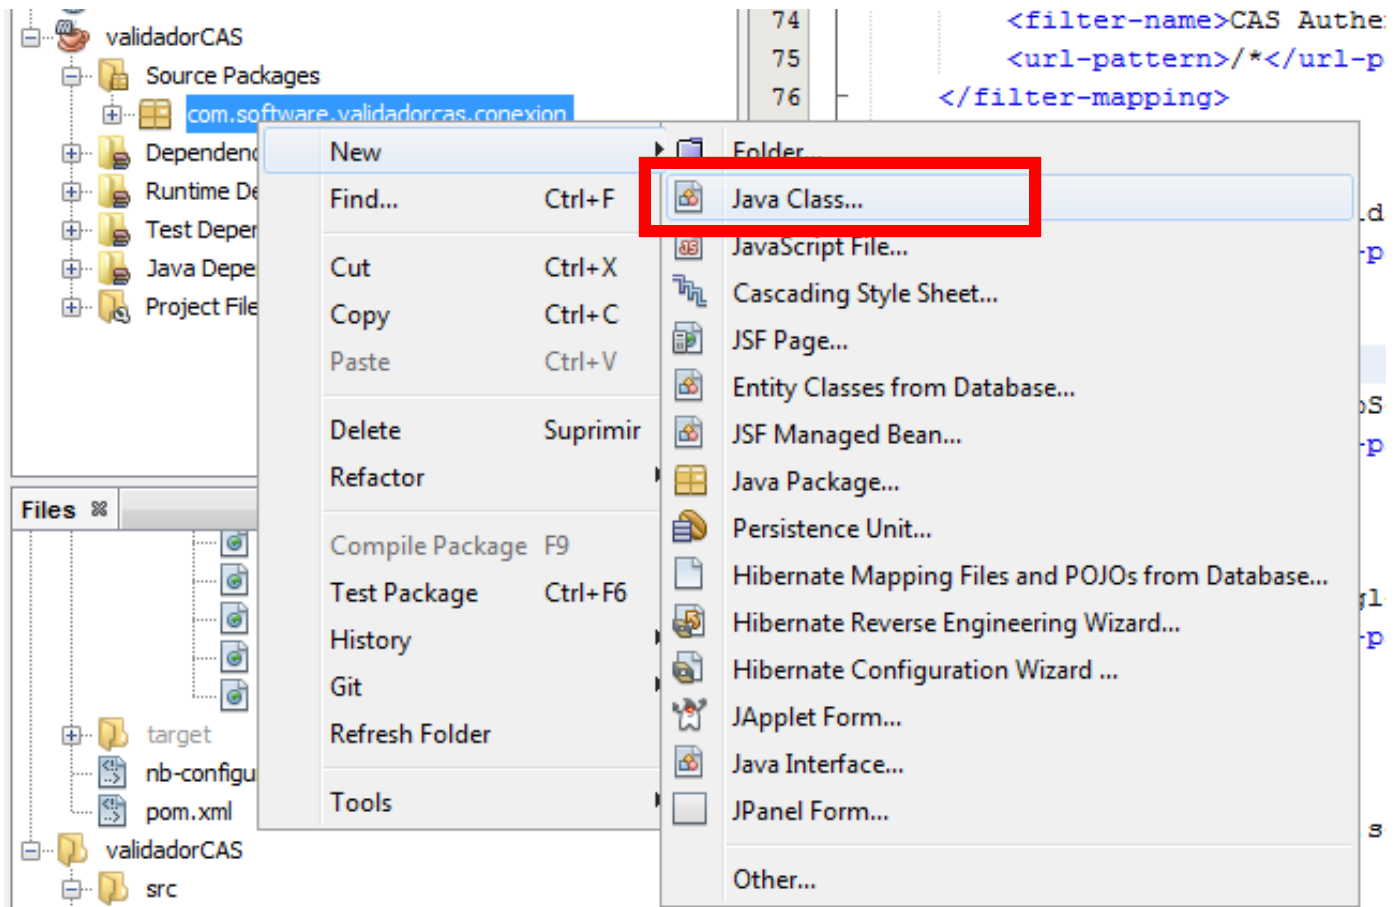 validadorCAS
Source Packages
com.software.validadorcas.conexion
Dependenc
Runtime De
Test Deper
Java Depe
Project File
74 <filter-name>CAS Authe
75 <url-pattern>/*</url-p
76 </filter-mapping>
New
Find... Ctrl+F
Cut Ctrl+X
Copy Ctrl+C
Paste Ctrl+V
Delete Suprimir
Refactor
Compile Package F9
Test Package Ctrl+F6
History
Git
Refresh Folder
Tools
Folder...
Java Class...
JavaScript File...
Cascading Style Sheet...
JSF Page...
Entity Classes from Database...
JSF Managed Bean...
Java Package...
Persistence Unit...
Hibernate Mapping Files and POJOs from Database...
Hibernate Reverse Engineering Wizard...
Hibernate Configuration Wizard ...
JApplet Form...
Java Interface...
JPanel Form...
Other...
Files
target
nb-configu
pom.xml
validadorCAS
src